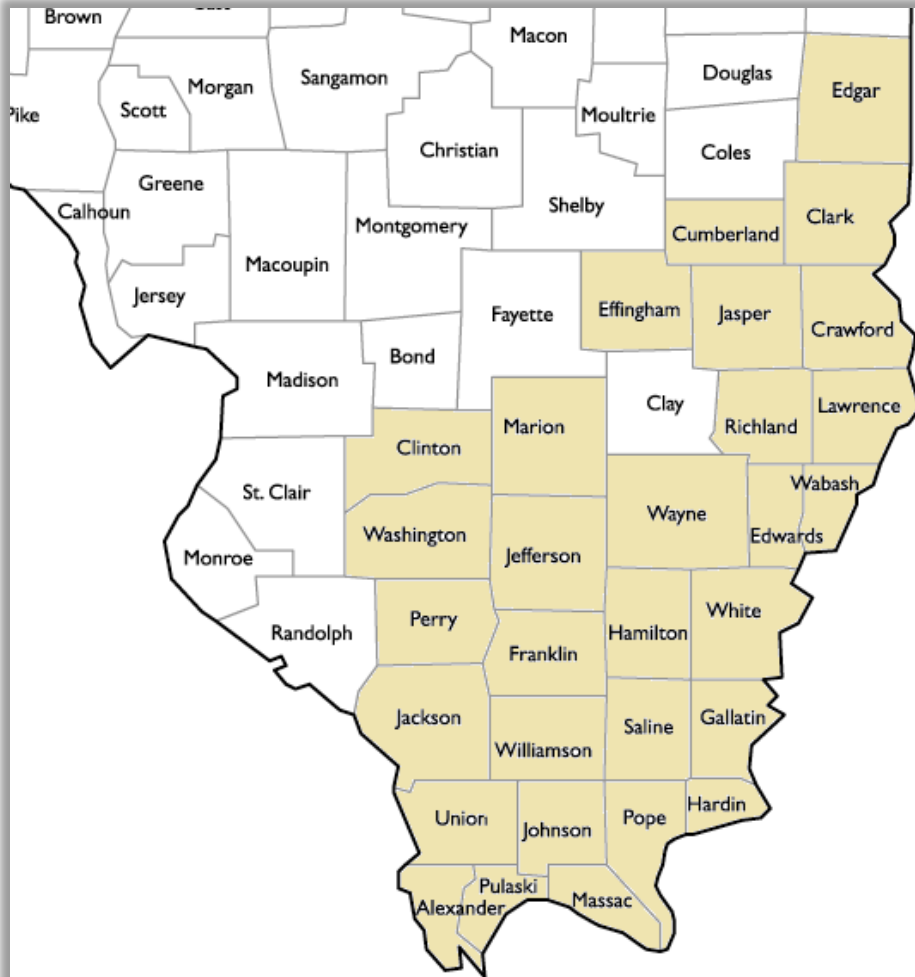 Brown
Macon
Sangamon
Douglas
Morgan
Edgar
Scott
Moultrie
Pike
Christian
Coles
Greene
Shelby
Calhoun
Clark
Montgomery
Cumberland
Macoupin
Jersey
Effingham
Fayette
Jasper
Crawford
Bond
Madison
Clay
Lawrence
Marion
Richland
Clinton
Wabash
St. Clair
Wayne
Washington
Edwards
Jefferson
Monroe
White
Perry
Randolph
Hamilton
Franklin
Jackson
Gallatin
Saline
Williamson
Hardin
Union
Pope
Johnson
Pulaski
Massac
Alexander